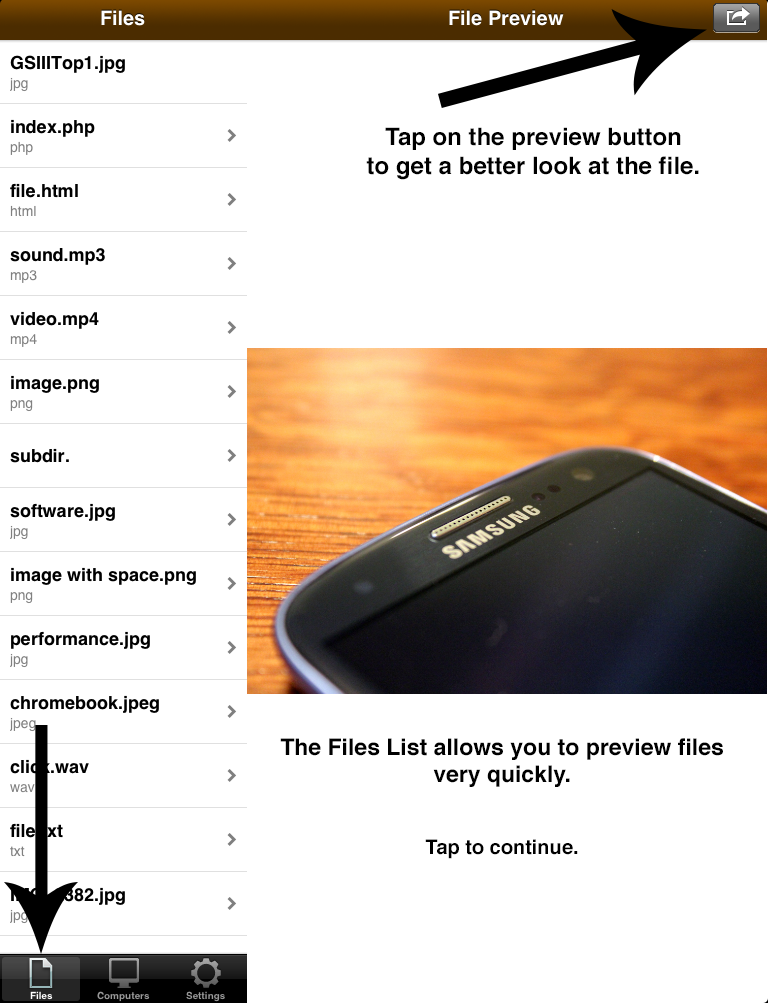 Files
File Preview
GSIIITop1.jpg
jpg
Tap on the preview button
to get a better look at the file.
index.php
php
file.html
html
sound.mp3
mp3
video.mp4
mp4
image.png
png
subdir.
software.jpg
jpg
SAMSUNG
image with space.png
png
performance.jpg
jpg
chromebook.jpeg
jpeg
The Files List allows you to preview files
very quickly.
click.wav
wav
file.txt
txt
Tap to continue.
382.jpg
jpg
Files
Computers
Settings